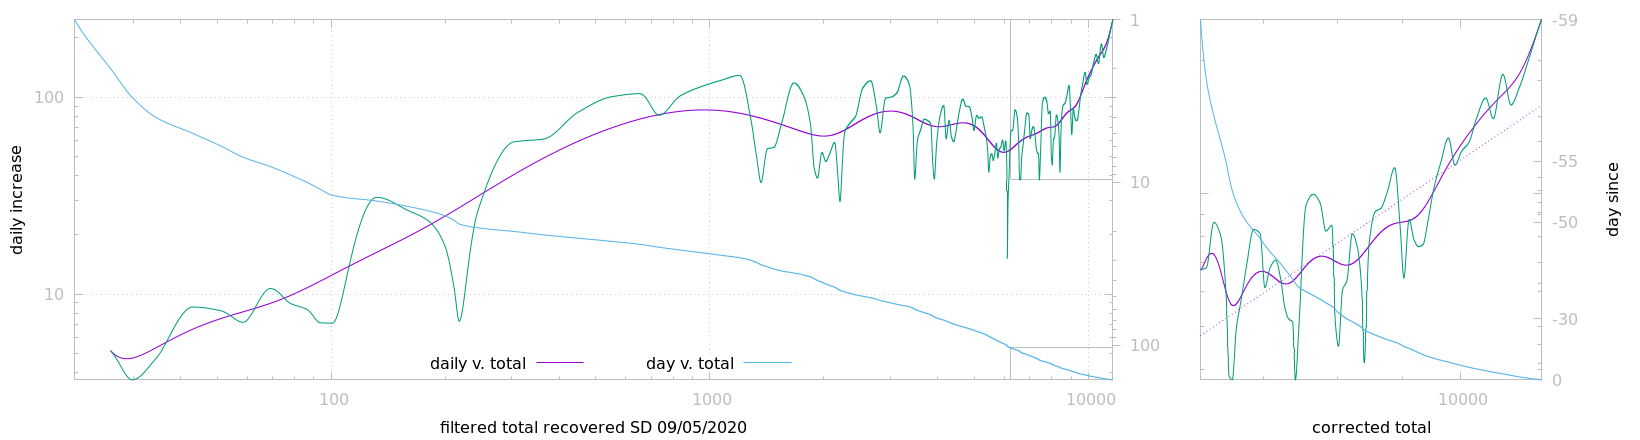 1
-59
100
daily increase
-55
10
-50
day since
10
-30
100
daily v. total
day v. total
0
100
1000
10000
10000
filtered total recovered SD 09/05/2020
corrected total